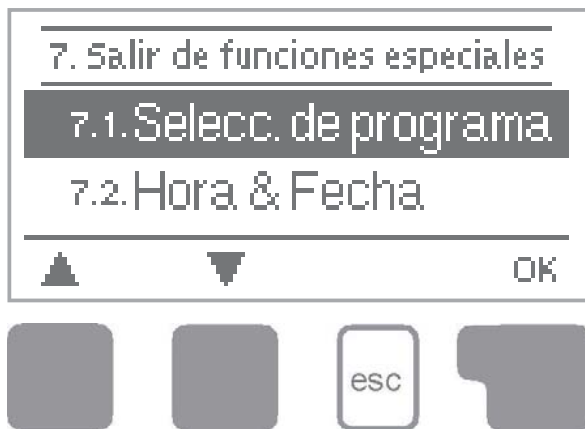 7. Salir de funciones especiales
7.1. Selecc. de programa
7.2. Hora & Fecha
OK
esc